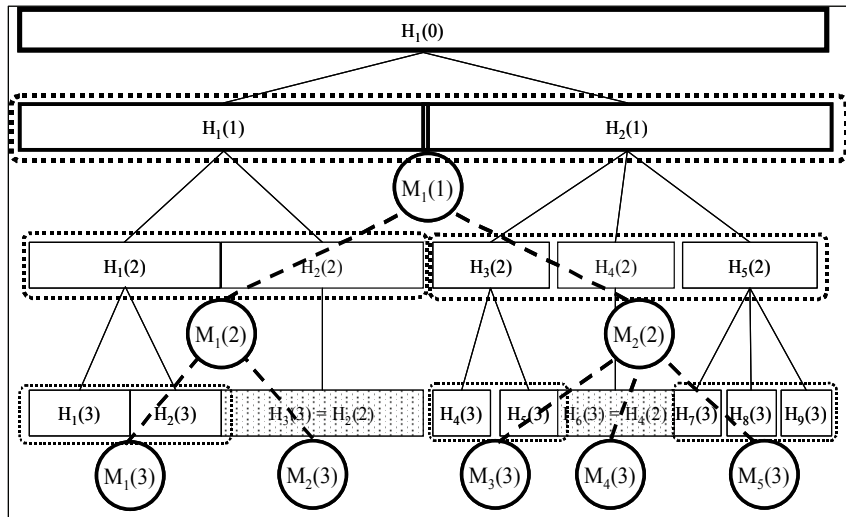 H1(0)
H1(1) H2(1)
M1(1)
H1(2) H2(2) H3(2) H4(2) H5(2)
M1(2) M2(2)
H1(3) H2(3) H3(3) = H2(2) H4(3) H5(3) H6(3) = H4(2) H7(3) H8(3) H9(3)
M1(3) M2(3) M3(3) M4(3) M5(3)